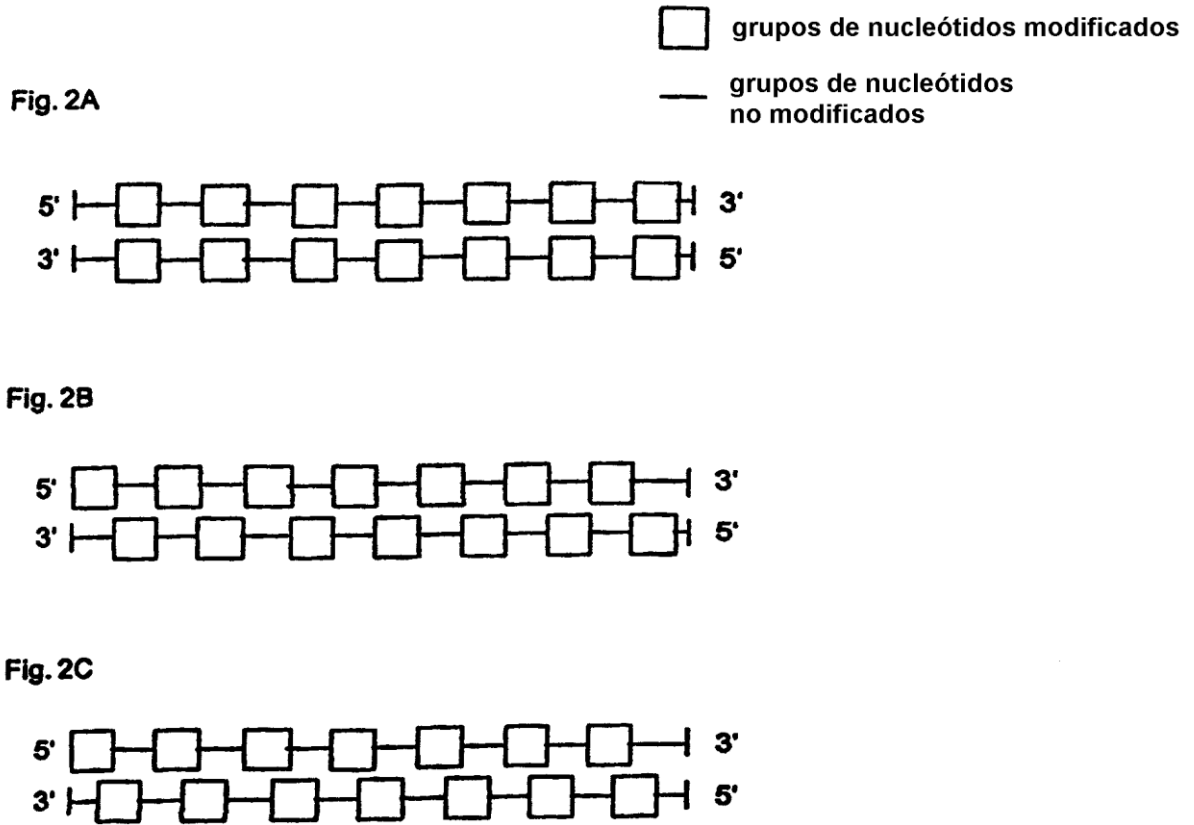 grupos de nucleótidos modificados
grupos de nucleótidos
no modificados
Fig. 2A
5' 3'
3' 5'
Fig. 2B
5' 3'
3' 5'
Fig. 2C
5' 3'
3' 5'